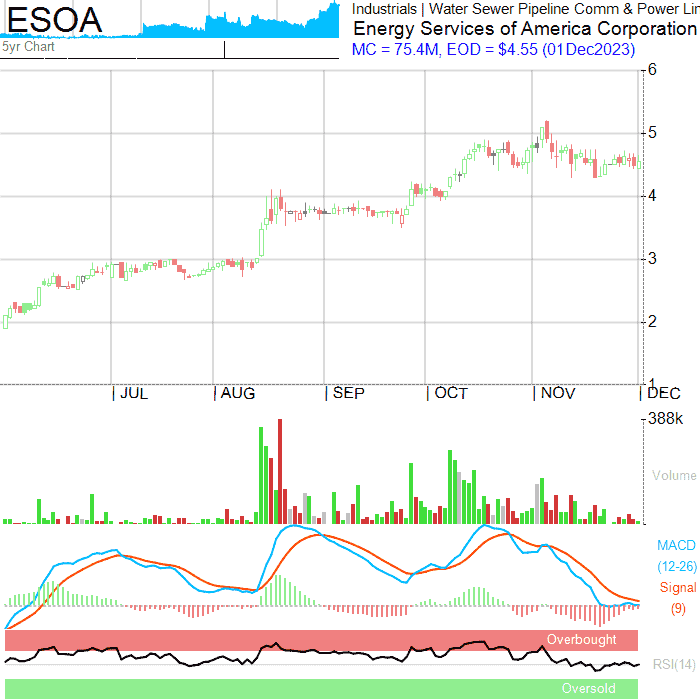 ESOA
Industrials | Water Sewer Pipeline Comm & Power Lin
Energy Services of America Corporation
5yr Chart
MC = 75.4M, EOD = $4.55 (01Dec2023)
6
5
4
3
2
1
| JUL | AUG | SEP | OCT | NOV | DEC
388k
Volume
MACD
(12-26)
Signal
(9)
Overbought
RSI(14)
Oversold